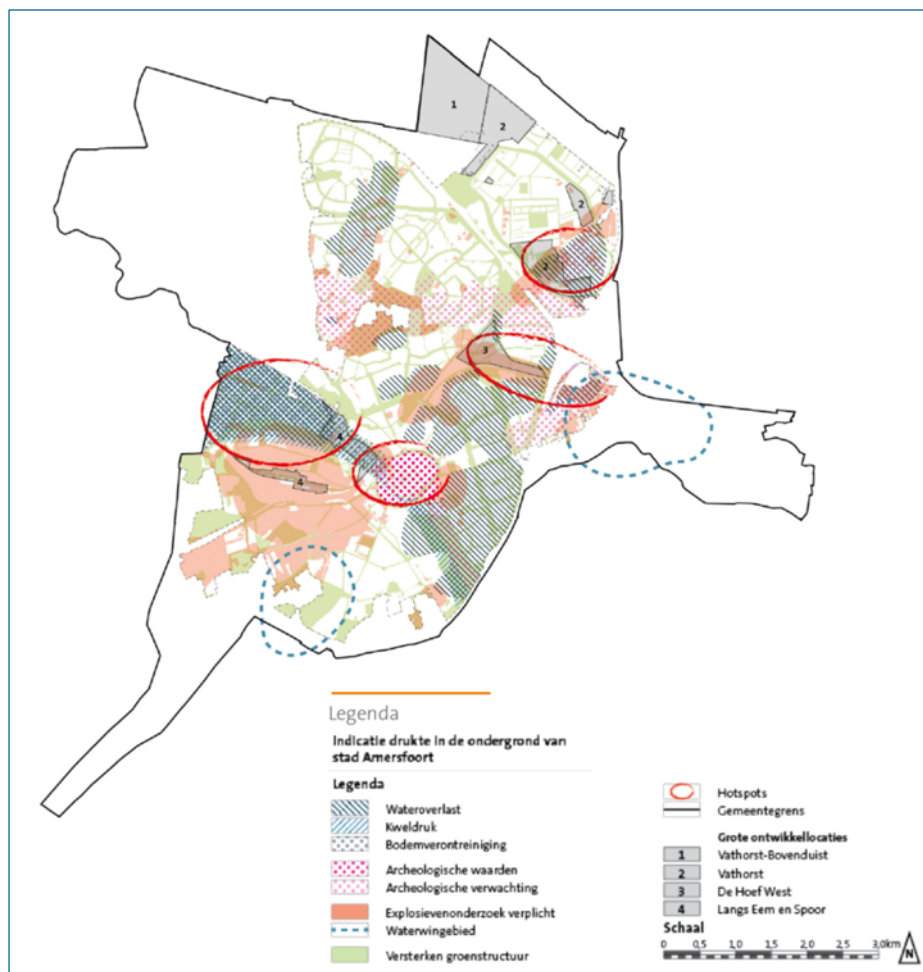 1
2
2
2
3
4
4
Legenda
Indicatie drukte in de ondergrond van
stad Amersfoort
Legenda
Wateroverlast
Kweldruk
Bodemverontreiniging
Archeologische waarden
Archeologische verwachting
Explosievenonderzoek verplicht
Waterwingebied
Versterken groenstructuur
Hotspots
Gemeentegrens
Grote ontwikkellocaties
1 Vathorst-Bovenduist
2 Vathorst
3 De Hoef West
4 Langs Eem en Spoor
Schaal
0 0,5 1,0 1,5 2,0 2,5 3,0km
N